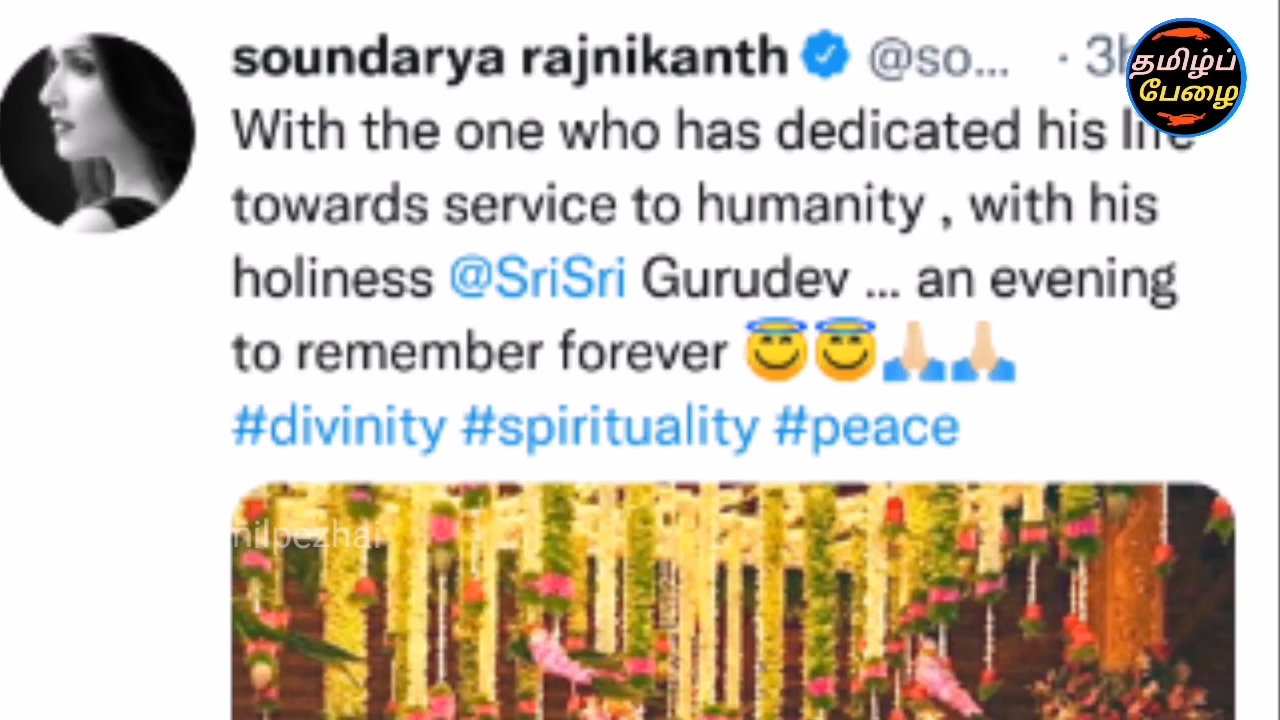 soundarya rajnikanth @so... · 3h
With the one who has dedicated his life
towards service to humanity , with his
holiness @SriSri Gurudev ... an evening
to remember forever 😇😇🙏🏻🙏🏻
#divinity #spirituality #peace
தமிழ்ப்
பேழை